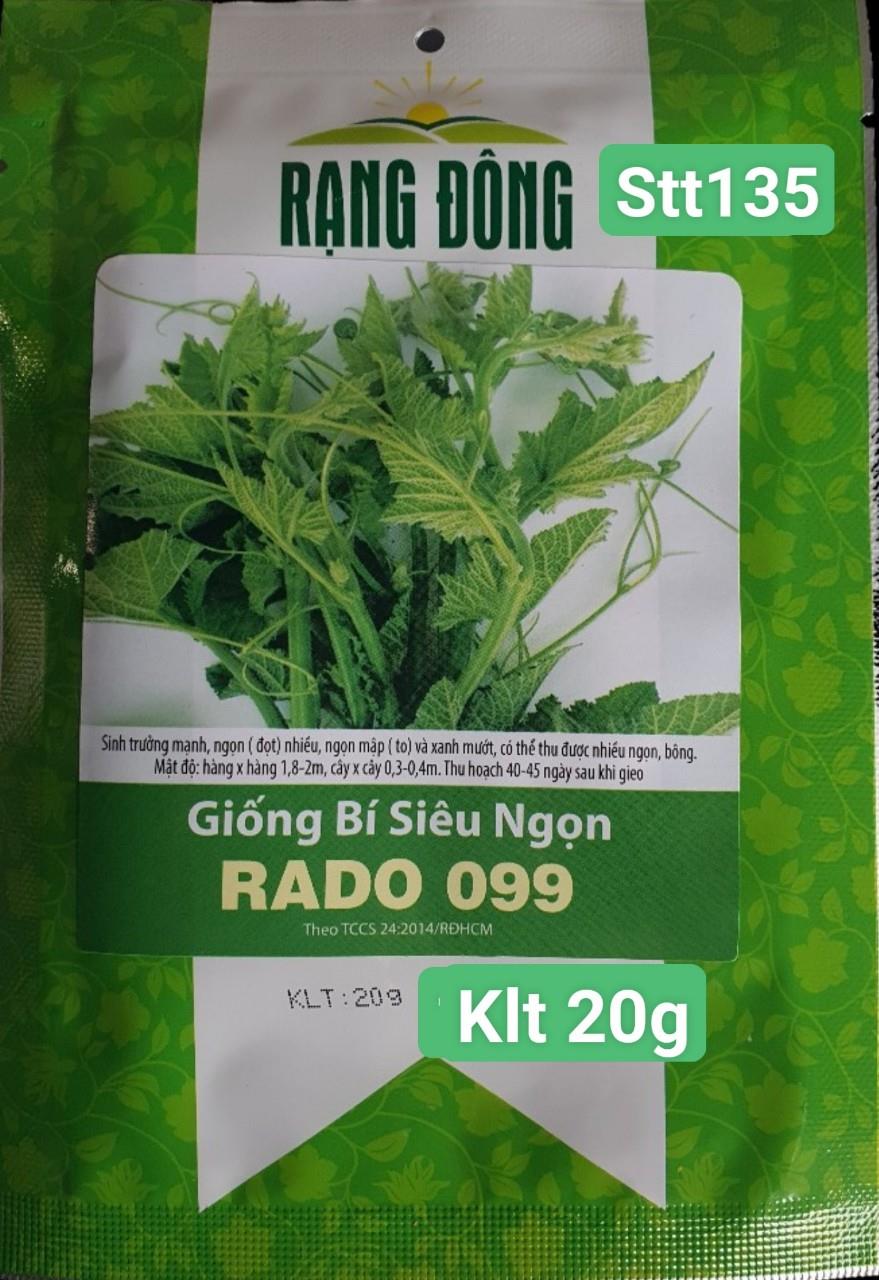 RẠNG ĐÔNG
Stt135
Sinh trưởng mạnh, ngọn ( đọt) nhiều, ngọn mập ( to) và xanh mướt, có thể thu được nhiều ngọn, bông.
Mật độ: hàng x hàng 1,8-2m, cây x cây 0,3-0,4m. Thu hoạch 40-45 ngày sau khi gieo
Giống Bí Siêu Ngọn
RADO 099
Theo TCCS 24:2014/RĐHCM
KLT:20g
Klt 20g